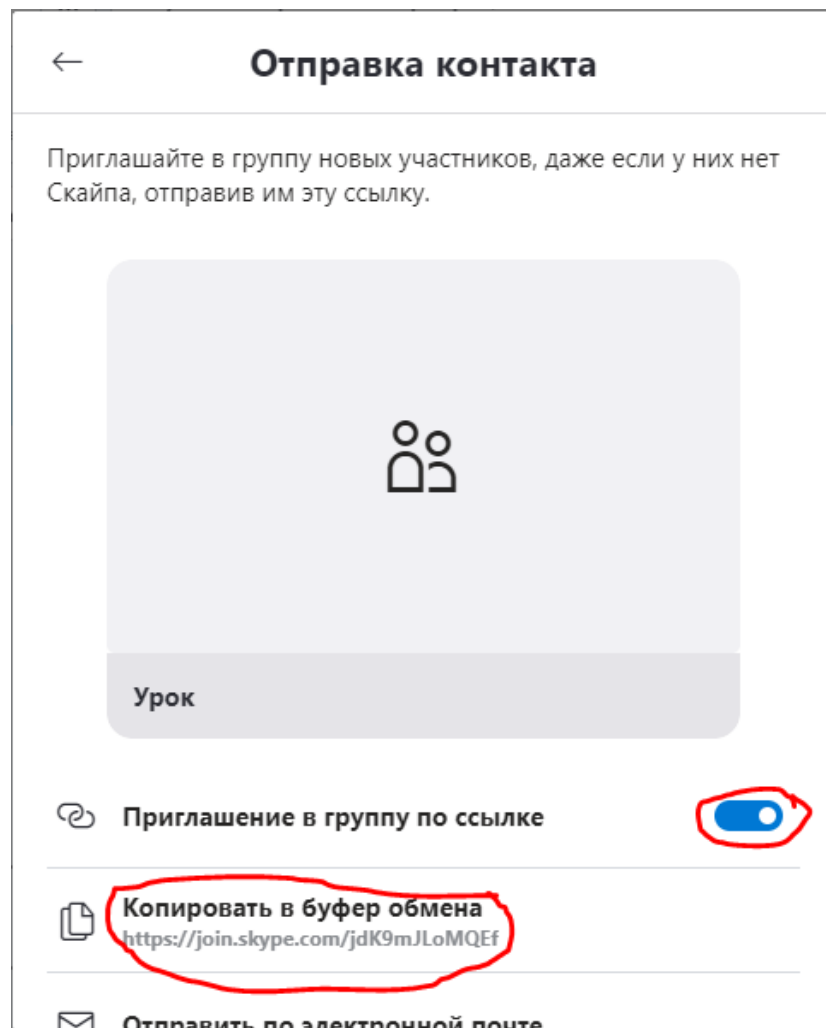 Отправка контакта
Приглашайте в группу новых участников, даже если у них нет
Скайпа, отправив им эту ссылку.
Урок
Приглашение в группу по ссылке
Копировать в буфер обмена
https://join.skype.com/jdK9mJLoMQEf
Отправить по электронной почте